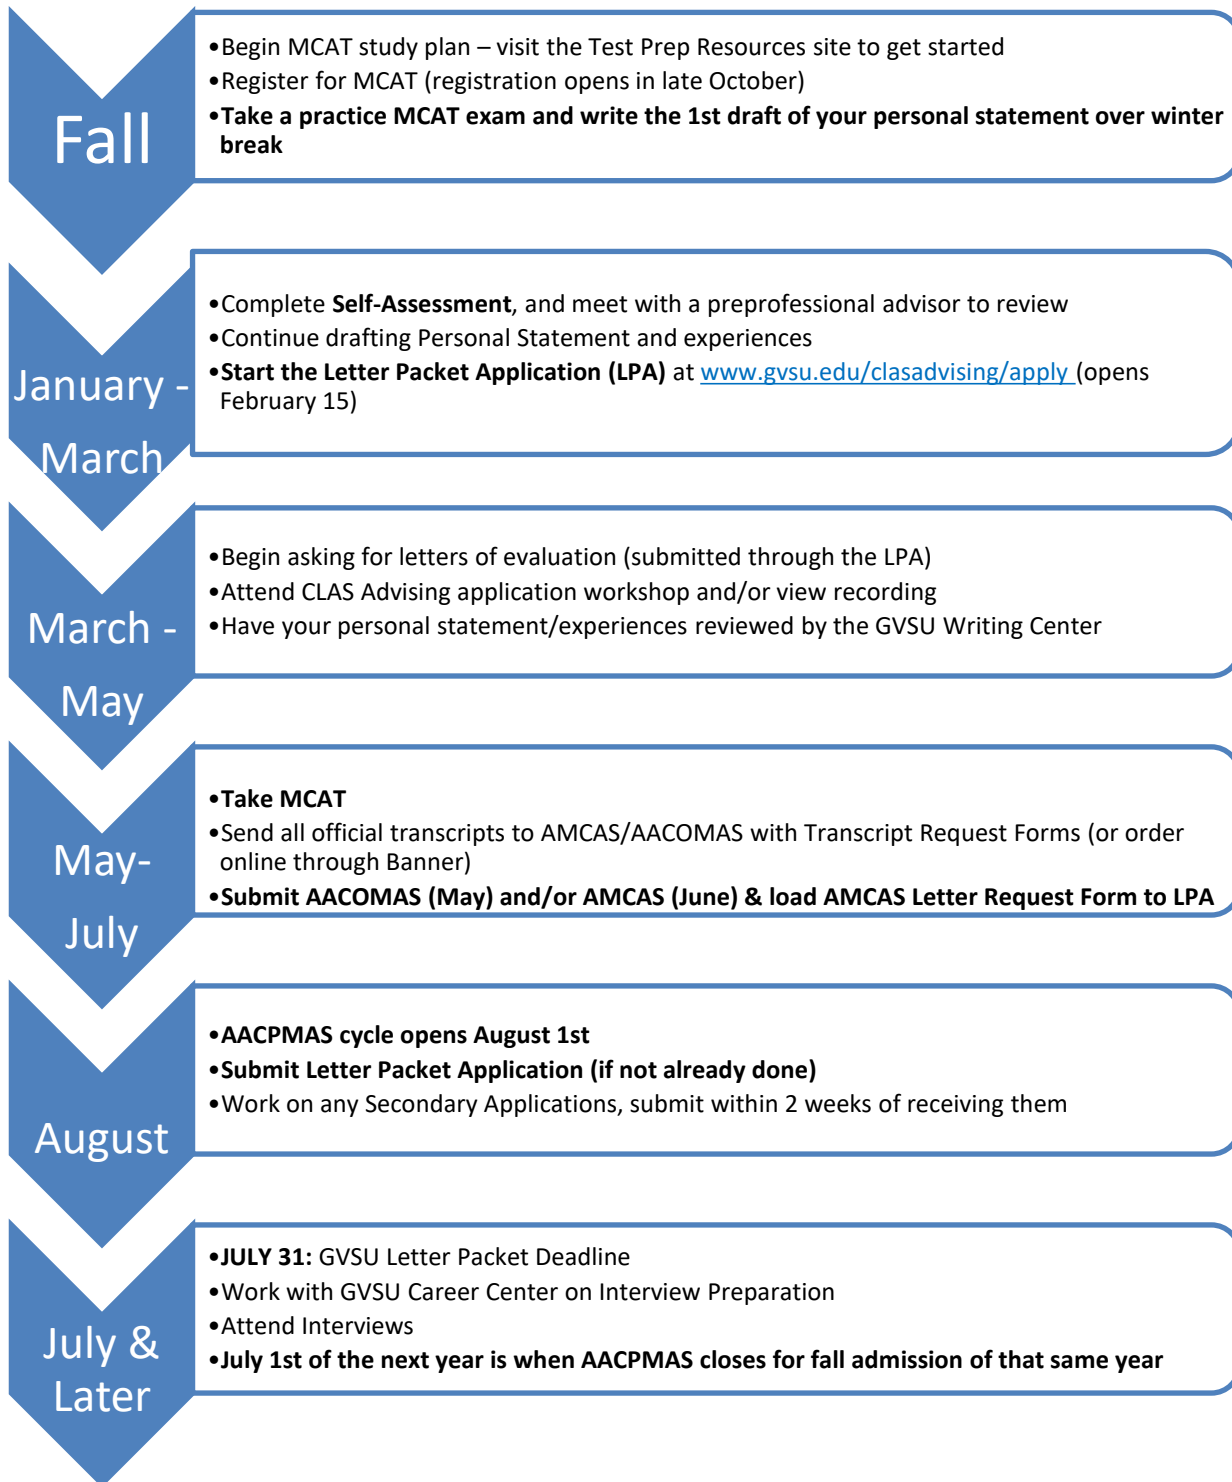 Fall
•Begin MCAT study plan – visit the Test Prep Resources site to get started
•Register for MCAT (registration opens in late October)
•Take a practice MCAT exam and write the 1st draft of your personal statement over winter
break
January -
March
•Complete Self-Assessment, and meet with a preprofessional advisor to review
•Continue drafting Personal Statement and experiences
•Start the Letter Packet Application (LPA) at www.gvsu.edu/clasadvising/apply (opens
February 15)
March -
May
•Begin asking for letters of evaluation (submitted through the LPA)
•Attend CLAS Advising application workshop and/or view recording
•Have your personal statement/experiences reviewed by the GVSU Writing Center
May-
July
•Take MCAT
•Send all official transcripts to AMCAS/AACOMAS with Transcript Request Forms (or order
online through Banner)
•Submit AACOMAS (May) and/or AMCAS (June) & load AMCAS Letter Request Form to LPA
August
•AACPMAS cycle opens August 1st
•Submit Letter Packet Application (if not already done)
•Work on any Secondary Applications, submit within 2 weeks of receiving them
July &
Later
•JULY 31: GVSU Letter Packet Deadline
•Work with GVSU Career Center on Interview Preparation
•Attend Interviews
•July 1st of the next year is when AACPMAS closes for fall admission of that same year